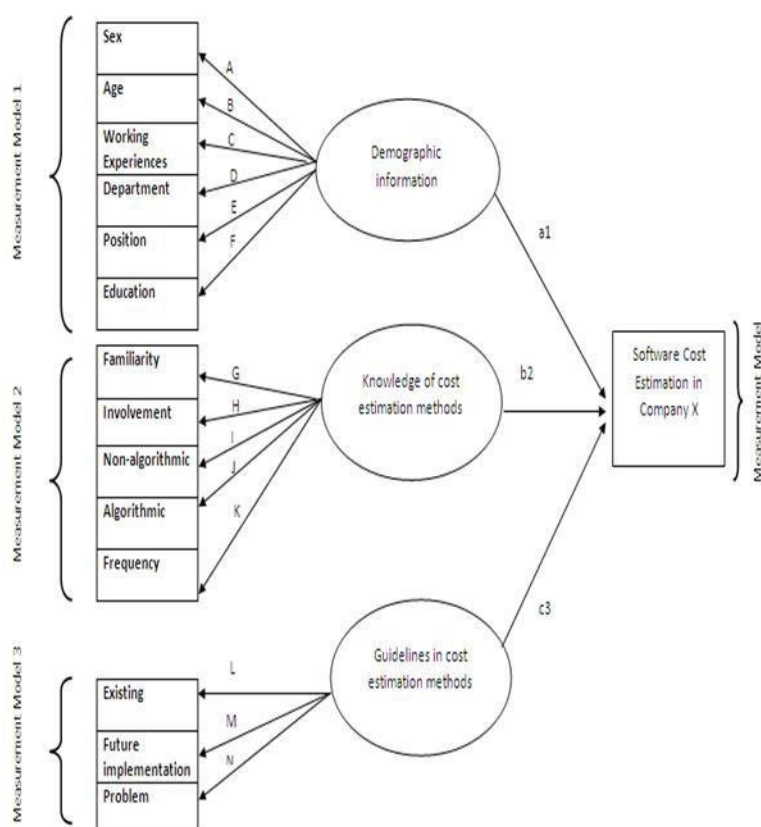 Measurement Model 1
Sex
Age
Working
Experiences
Department
Position
Education
A
B
C
D
E
F
Demographic
information
a1
Measurement Model 2
Familiarity
Involvement
Non-algorithmic
Algorithmic
Frequency
G
H
I
J
K
Knowledge of cost
estimation methods
b2
Software Cost
Estimation in
Company X
Measurement Model
Measurement Model 3
Existing
Future
implementation
Problem
L
M
N
Guidelines in cost
estimation methods
c3